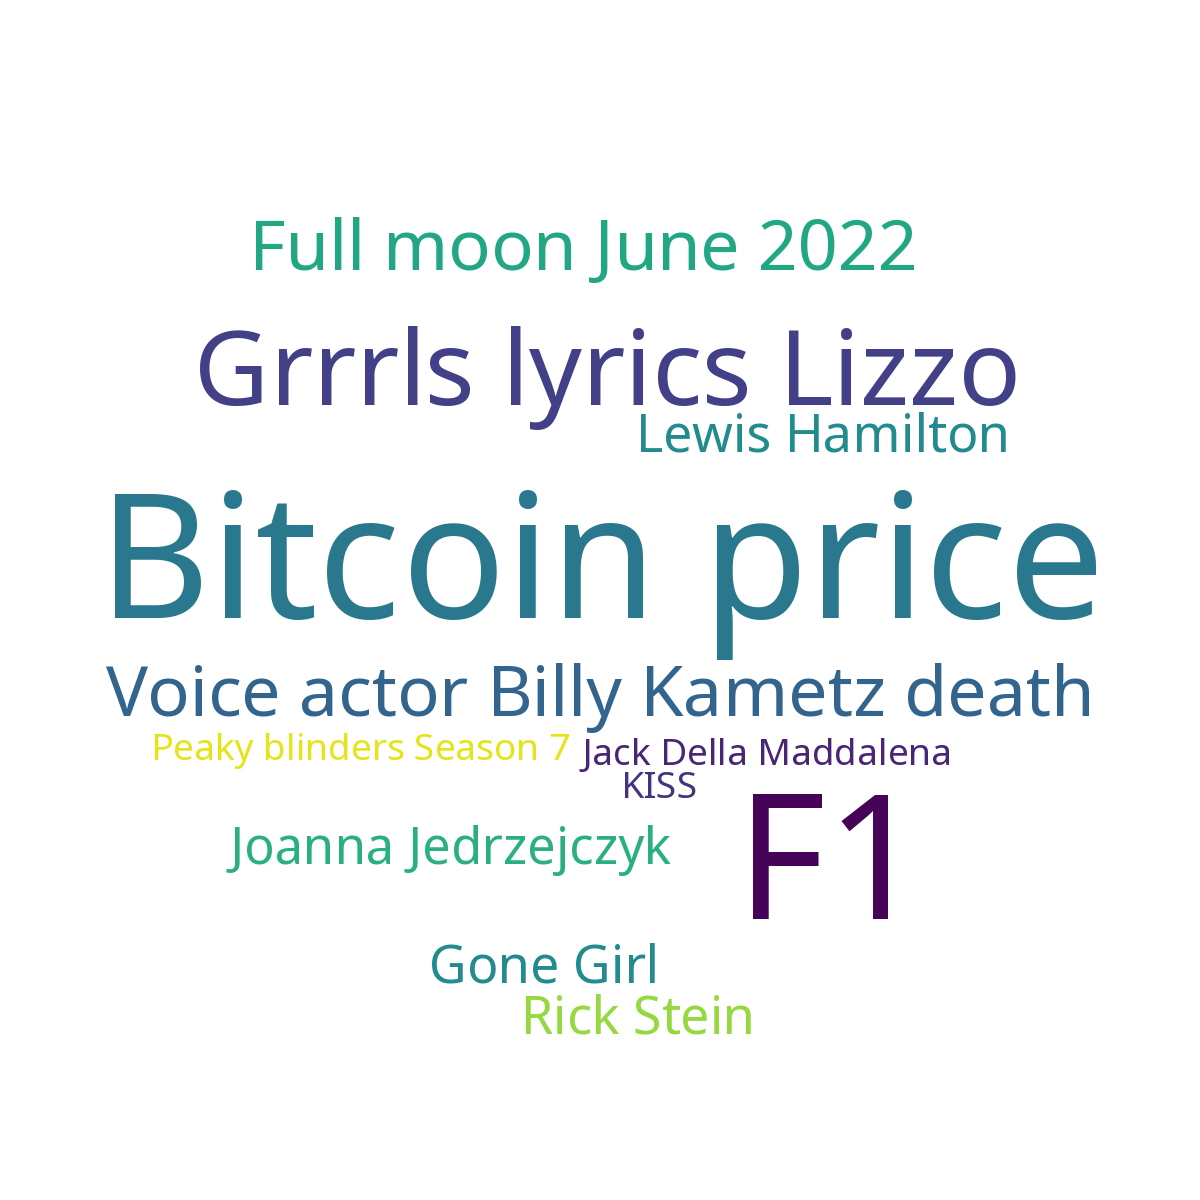 Full moon June 2022
Grrrls lyrics Lizzo
Lewis Hamilton
Bitcoin price
Voice actor Billy Kametz death
Peaky blinders Season 7
Jack Della Maddalena
KISS
F1
Joanna Jedrzejczyk
Gone Girl
Rick Stein